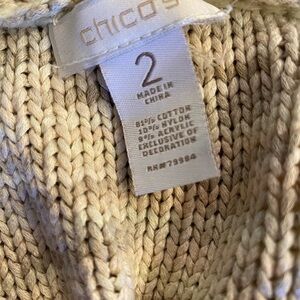 chico's
2
MADE IN
CHINA
81% COTTON
10% NYLON
9% ACRYLIC
EXCLUSIVE OF
DECORATION
RN#79984